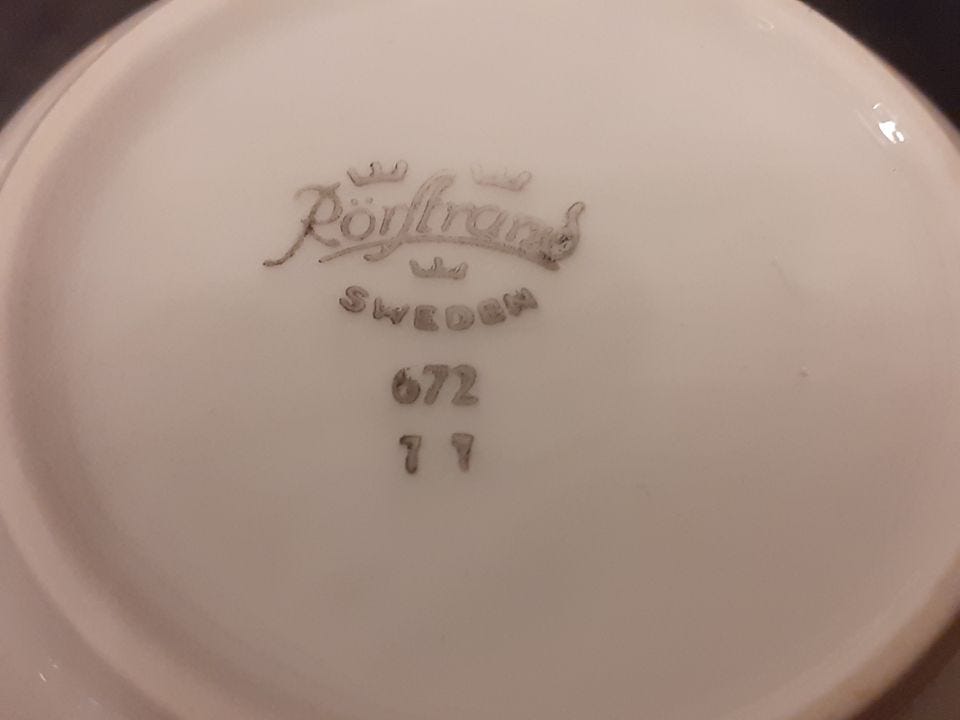 Rörstrand
SWEDEN
672
1 1